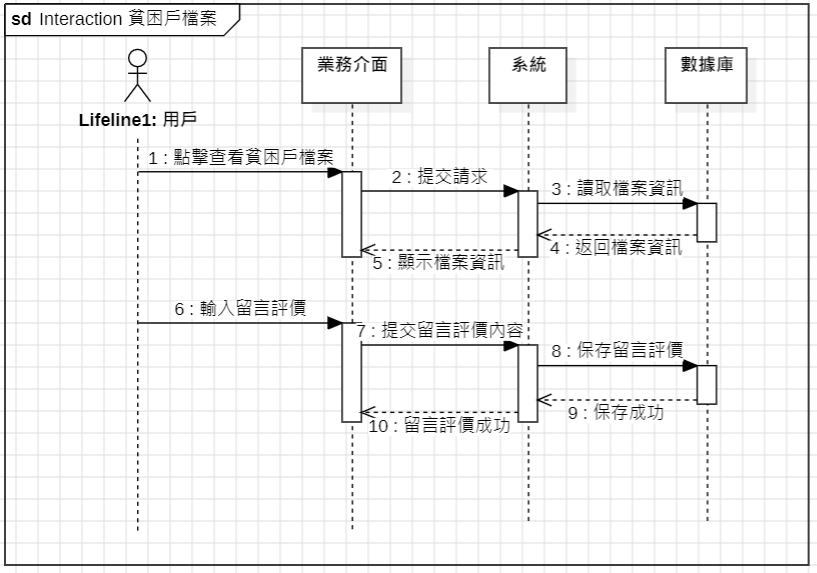 sd Interaction 貧困戶檔案
業務介面
系統
數據庫
Lifeline1: 用戶
1 : 點擊查看貧困戶檔案
2 : 提交請求
3 : 讀取檔案資訊
4 : 返回檔案資訊
5 : 顯示檔案資訊
6 : 輸入留言評價
7 : 提交留言評價內容
8 : 保存留言評價
9 : 保存成功
10 : 留言評價成功